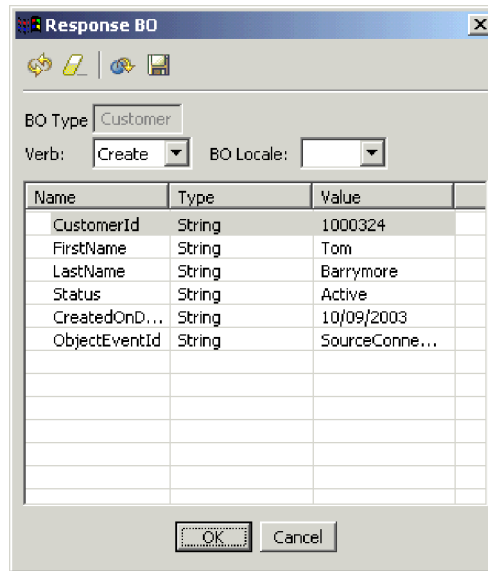 Response BO
BO Type Customer
Verb: Create BO Locale:
Name Type Value
CustomerId String 1000324
FirstName String Tom
LastName String Barrymore
Status String Active
CreatedOnD... String 10/09/2003
ObjectEventId String SourceConne...
OK Cancel